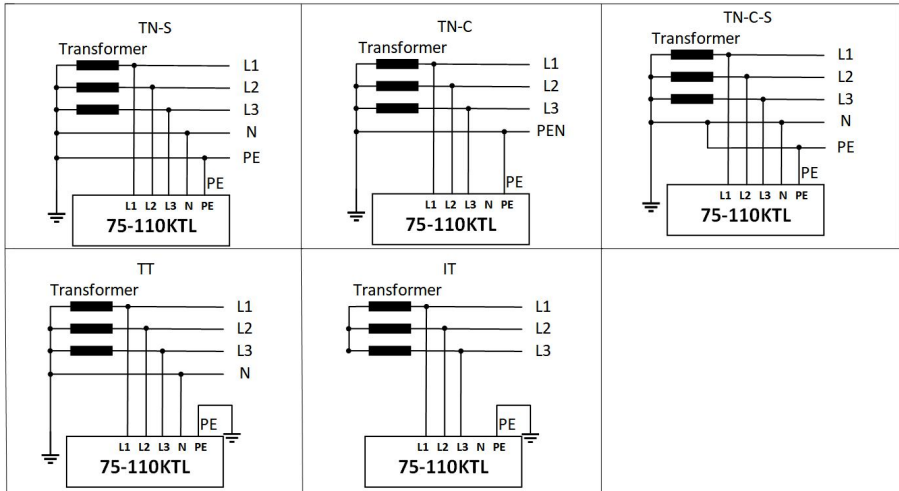 TN-S
Transformer
L1
L2
L3
N
PE
PE
L1 L2 L3 N PE
75-110KTL
TN-C
Transformer
L1
L2
L3
PEN
PE
L1 L2 L3 N PE
75-110KTL
TN-C-S
Transformer
L1
L2
L3
N
PE
PE
L1 L2 L3 N PE
75-110KTL
TT
Transformer
L1
L2
L3
N
PE
L1 L2 L3 N PE
75-110KTL
IT
Transformer
L1
L2
L3
PE
L1 L2 L3 N PE
75-110KTL